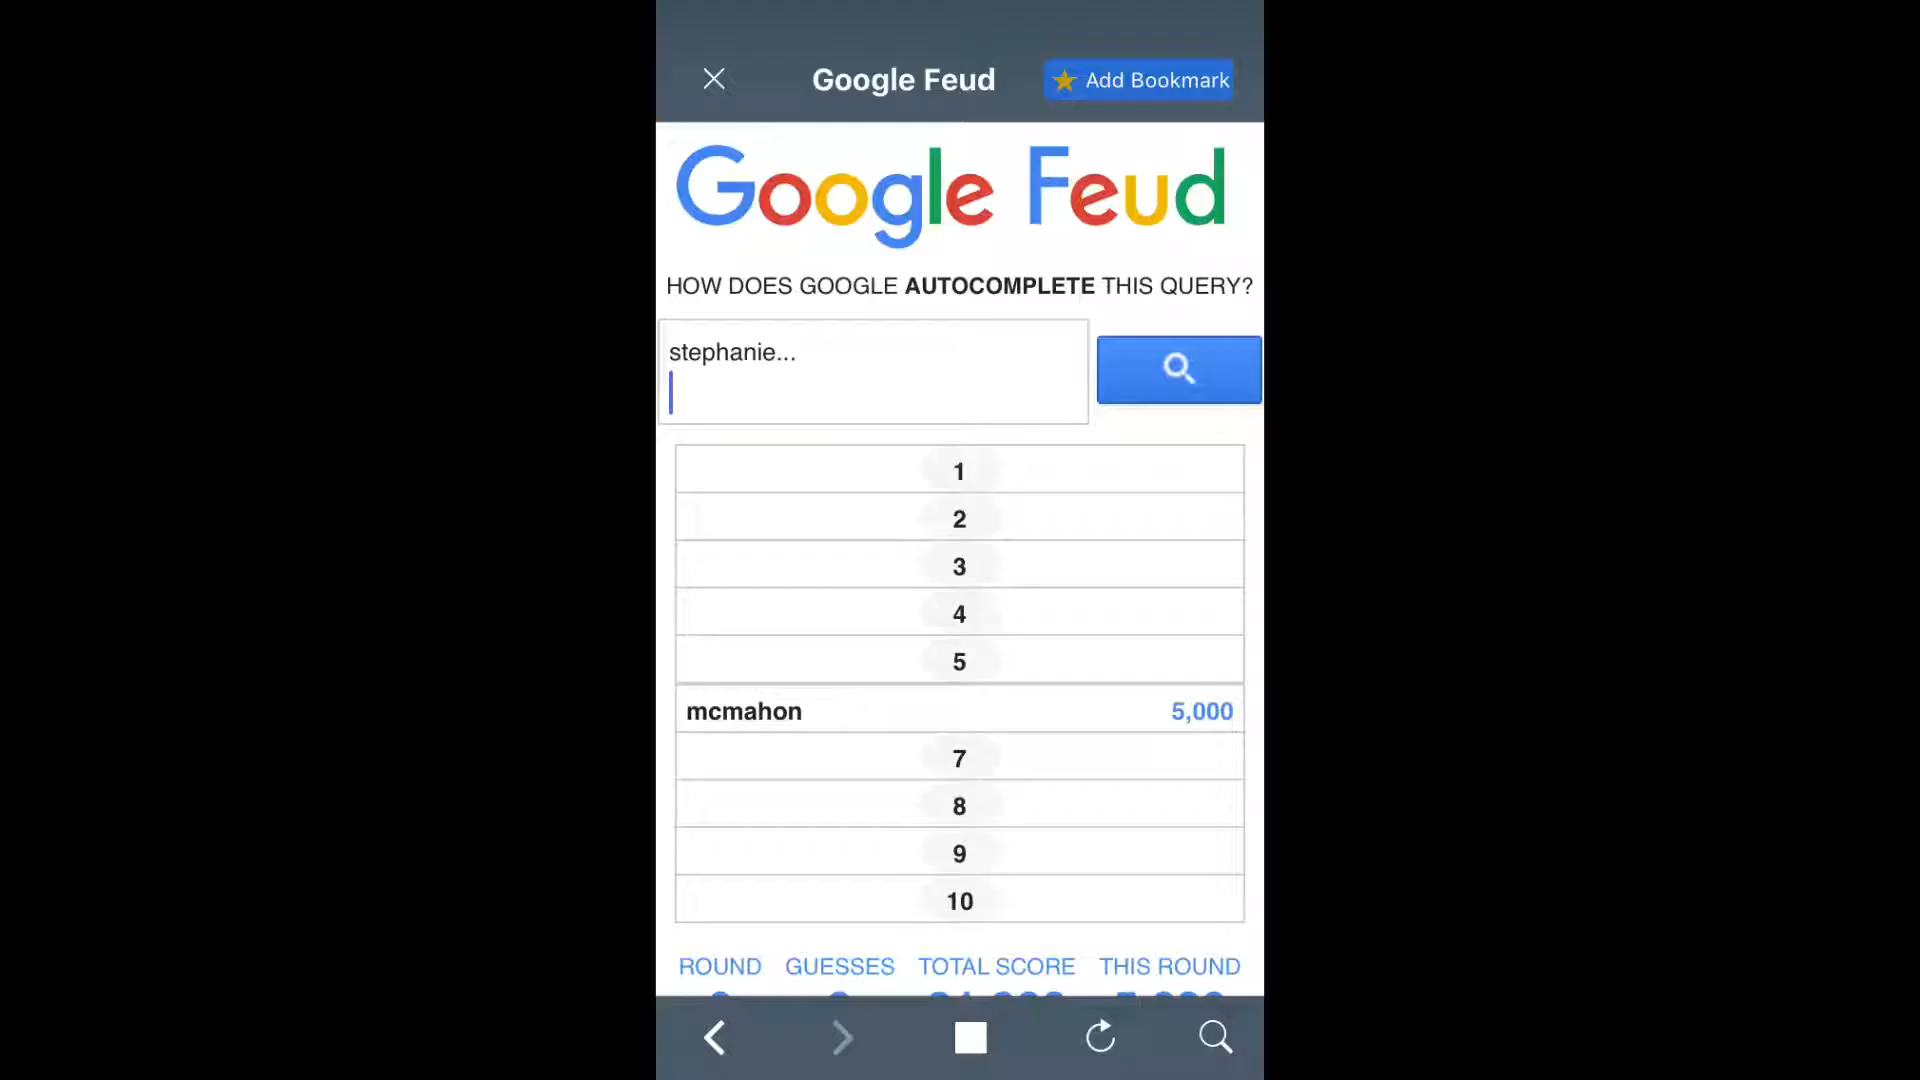 Google Feud
Add Bookmark
Google Feud
HOW DOES GOOGLE AUTOCOMPLETE THIS QUERY?
stephanie...
1
2
3
4
5
mcmahon 5,000
7
8
9
10
ROUND GUESSES TOTAL SCORE THIS ROUND